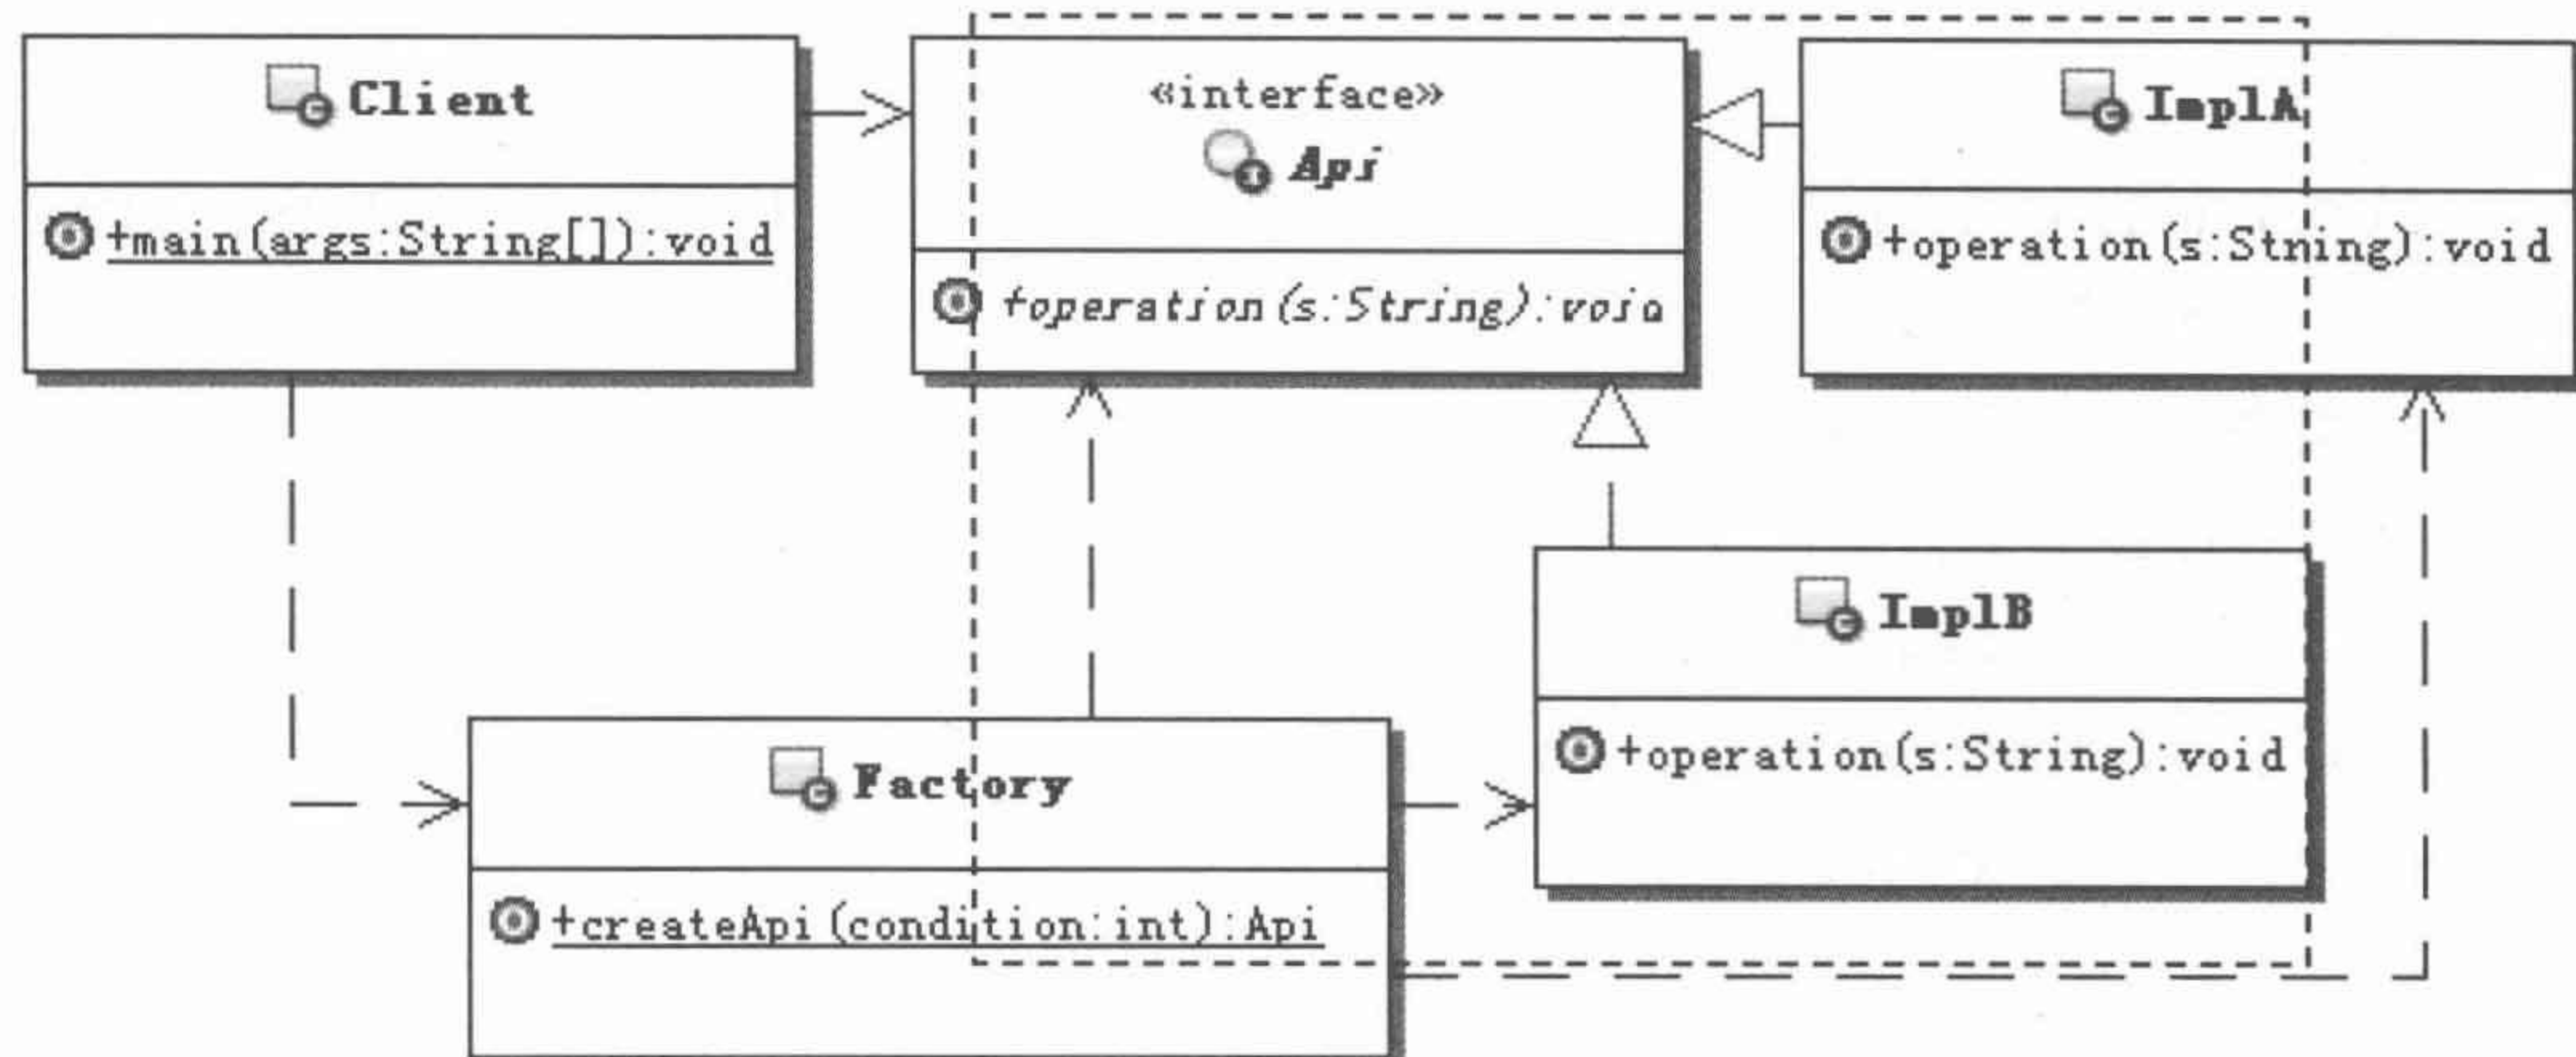 Client
+main(args:String[]):void
«interface»
Api
+operation(s:String):void
ImplA
+operation(s:String):void
ImplB
+operation(s:String):void
Factory
+createApi(condition:int):Api